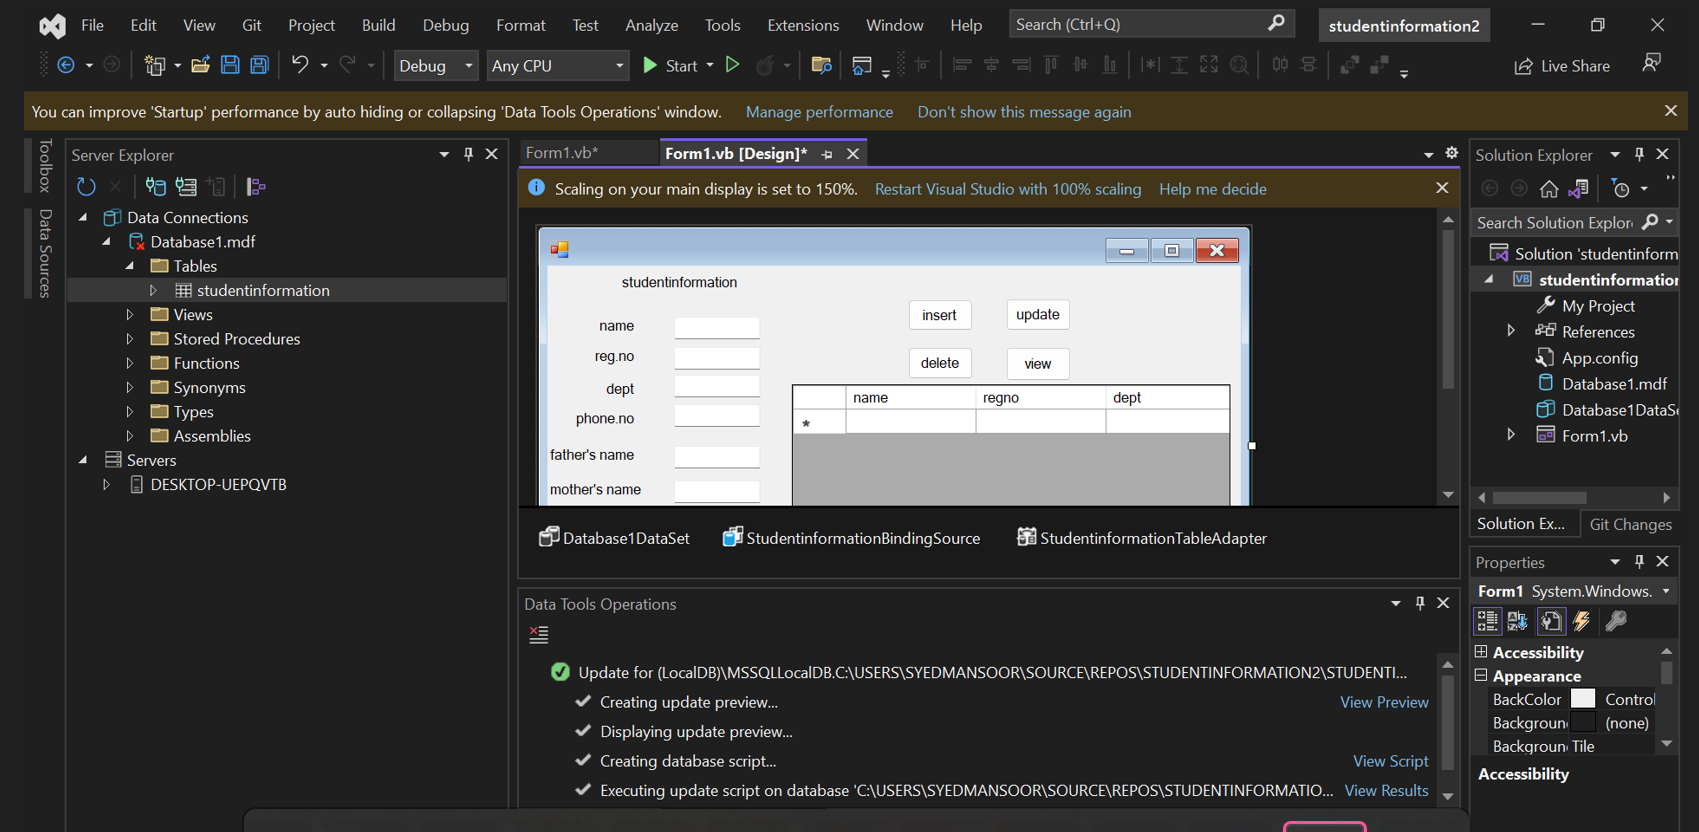 File Edit View Git Project Build Debug Format Test Analyze Tools Extensions Window Help Search (Ctrl+Q) studentinformation2
Debug Any CPU Start Live Share
You can improve 'Startup' performance by auto hiding or collapsing 'Data Tools Operations' window. Manage performance Don't show this message again
Toolbox
Data Sources
Server Explorer
Data Connections
Database1.mdf
Tables
studentinformation
Views
Stored Procedures
Functions
Synonyms
Types
Assemblies
Servers
DESKTOP-UEPQVTB
Form1.vb* Form1.vb [Design]*
Scaling on your main display is set to 150%. Restart Visual Studio with 100% scaling Help me decide
studentinformation
name
reg.no
dept
phone.no
father's name
mother's name
insert update
delete view
name regno dept
*
Database1DataSet StudentinformationBindingSource StudentinformationTableAdapter
Data Tools Operations
Update for (LocalDB)\MSSQLLocalDB.C:\USERS\SYEDMANSOOR\SOURCE\REPOS\STUDENTINFORMATION2\STUDENTI...
Creating update preview... View Preview
Displaying update preview...
Creating database script... View Script
Executing update script on database 'C:\USERS\SYEDMANSOOR\SOURCE\REPOS\STUDENTINFORMATIO... View Results
Solution Explorer
Search Solution Explor
Solution 'studentinform
VB studentinformation
My Project
References
App.config
Database1.mdf
Database1DataSe
Form1.vb
Solution Ex... Git Changes
Properties
Form1 System.Windows.
Accessibility
Appearance
BackColor Control
Backgroun (none)
Backgroun Tile
Accessibility